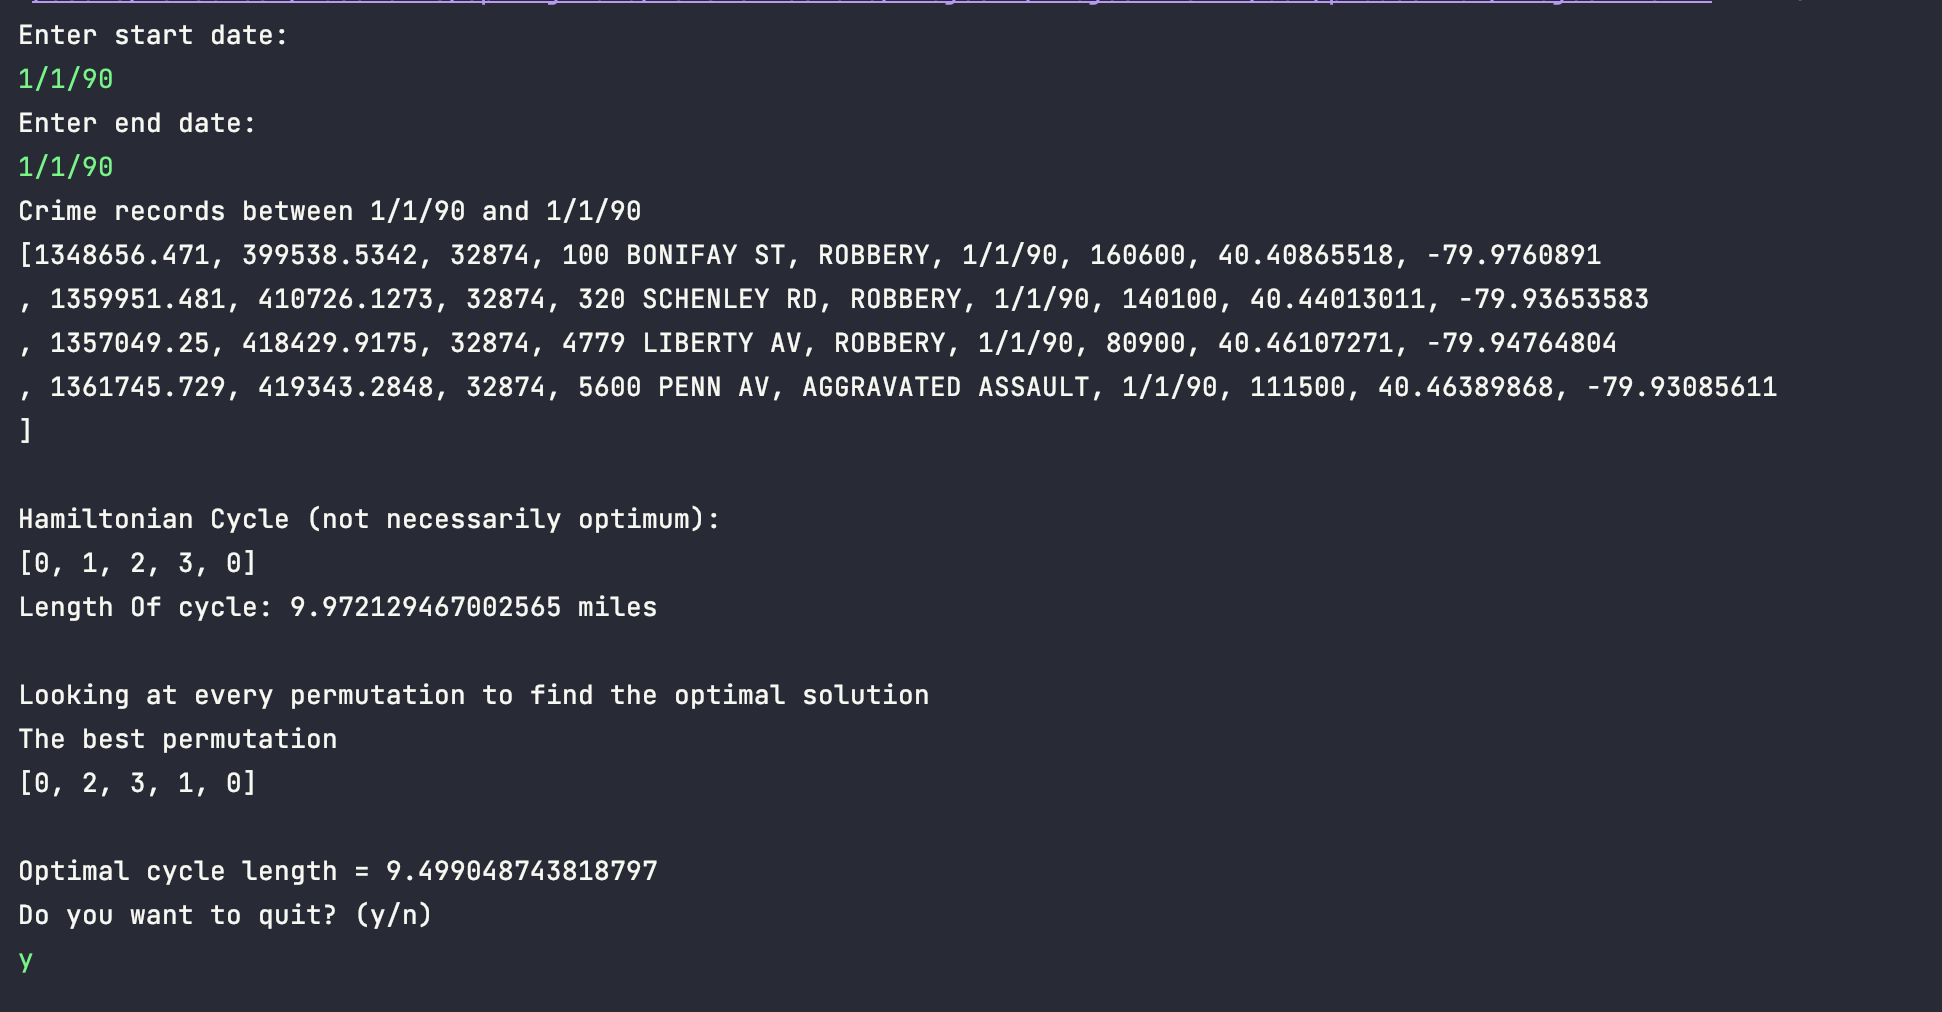 Enter start date:
1/1/90
Enter end date:
1/1/90
Crime records between 1/1/90 and 1/1/90
[1348656.471, 399538.5342, 32874, 100 BONIFAY ST, ROBBERY, 1/1/90, 160600, 40.40865518, -79.9760891
, 1359951.481, 410726.1273, 32874, 320 SCHENLEY RD, ROBBERY, 1/1/90, 140100, 40.44013011, -79.93653583
, 1357049.25, 418429.9175, 32874, 4779 LIBERTY AV, ROBBERY, 1/1/90, 80900, 40.46107271, -79.94764804
, 1361745.729, 419343.2848, 32874, 5600 PENN AV, AGGRAVATED ASSAULT, 1/1/90, 111500, 40.46389868, -79.93085611
]
Hamiltonian Cycle (not necessarily optimum):
[0, 1, 2, 3, 0]
Length Of cycle: 9.972129467002565 miles
Looking at every permutation to find the optimal solution
The best permutation
[0, 2, 3, 1, 0]
Optimal cycle length = 9.499048743818797
Do you want to quit? (y/n)
y